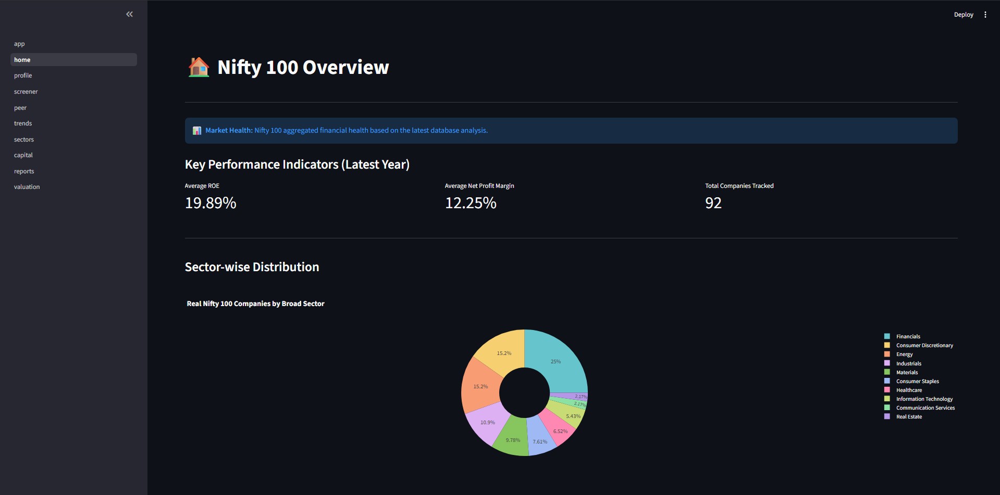 Deploy
app
home
profile
screener
peer
trends
sectors
capital
reports
valuation
Nifty 100 Overview
Market Health: Nifty 100 aggregated financial health based on the latest database analysis.
Key Performance Indicators (Latest Year)
Average ROE
19.89%
Average Net Profit Margin
12.25%
Total Companies Tracked
92
Sector-wise Distribution
Real Nifty 100 Companies by Broad Sector
25%
15.2%
15.2%
10.9%
9.78%
7.61%
6.52%
5.43%
2.17%
2.17%
Financials
Consumer Discretionary
Energy
Industrials
Materials
Consumer Staples
Healthcare
Information Technology
Communication Services
Real Estate